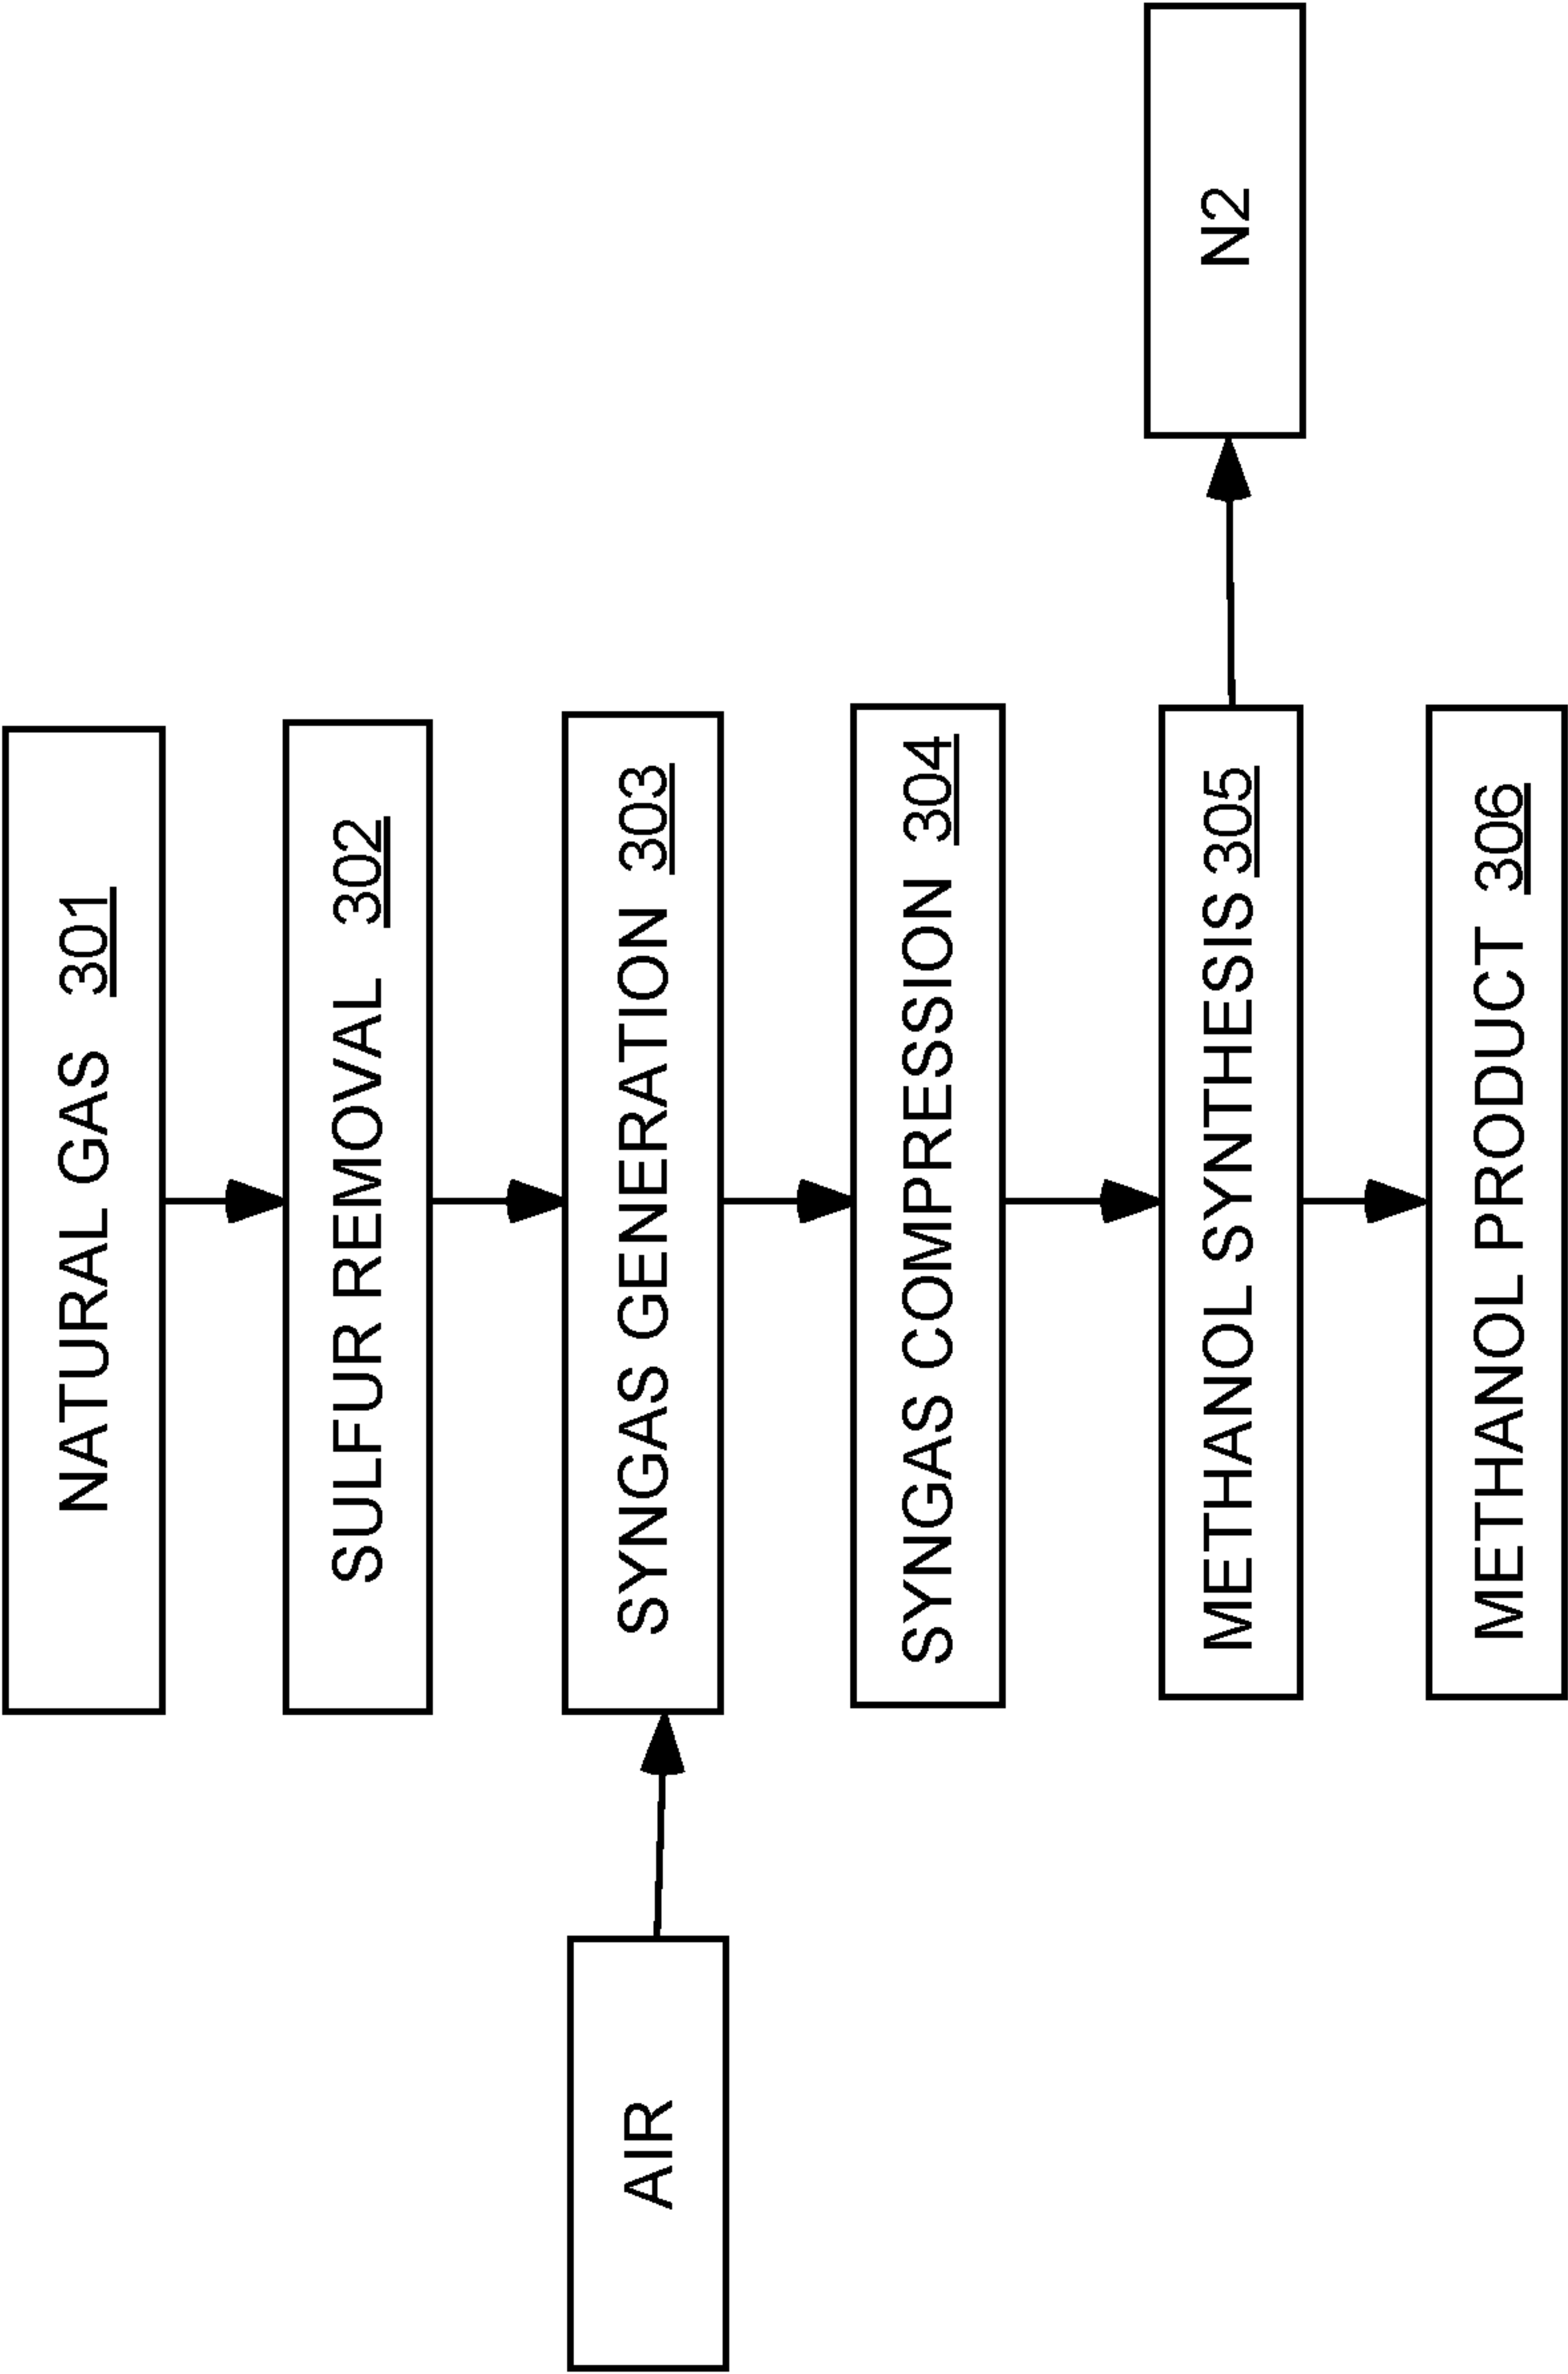 NATURAL GAS 301
SULFUR REMOVAL 302
AIR
SYNGAS GENERATION 303
SYNGAS COMPRESSION 304
METHANOL SYNTHESIS 305
N2
METHANOL PRODUCT 306